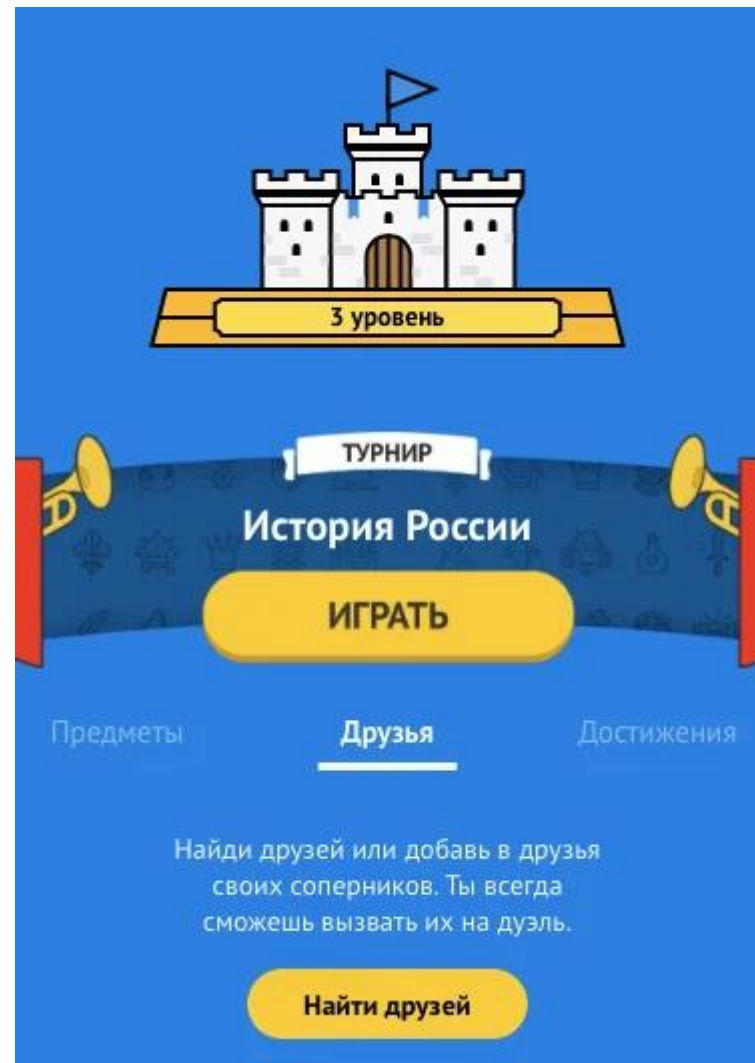 3 уровень
ТУРНИР
История России
ИГРАТЬ
Предметы Друзья Достижения
Найди друзей или добавь в друзья
своих соперников. Ты всегда
сможешь вызвать их на дуэль.
Найти друзей